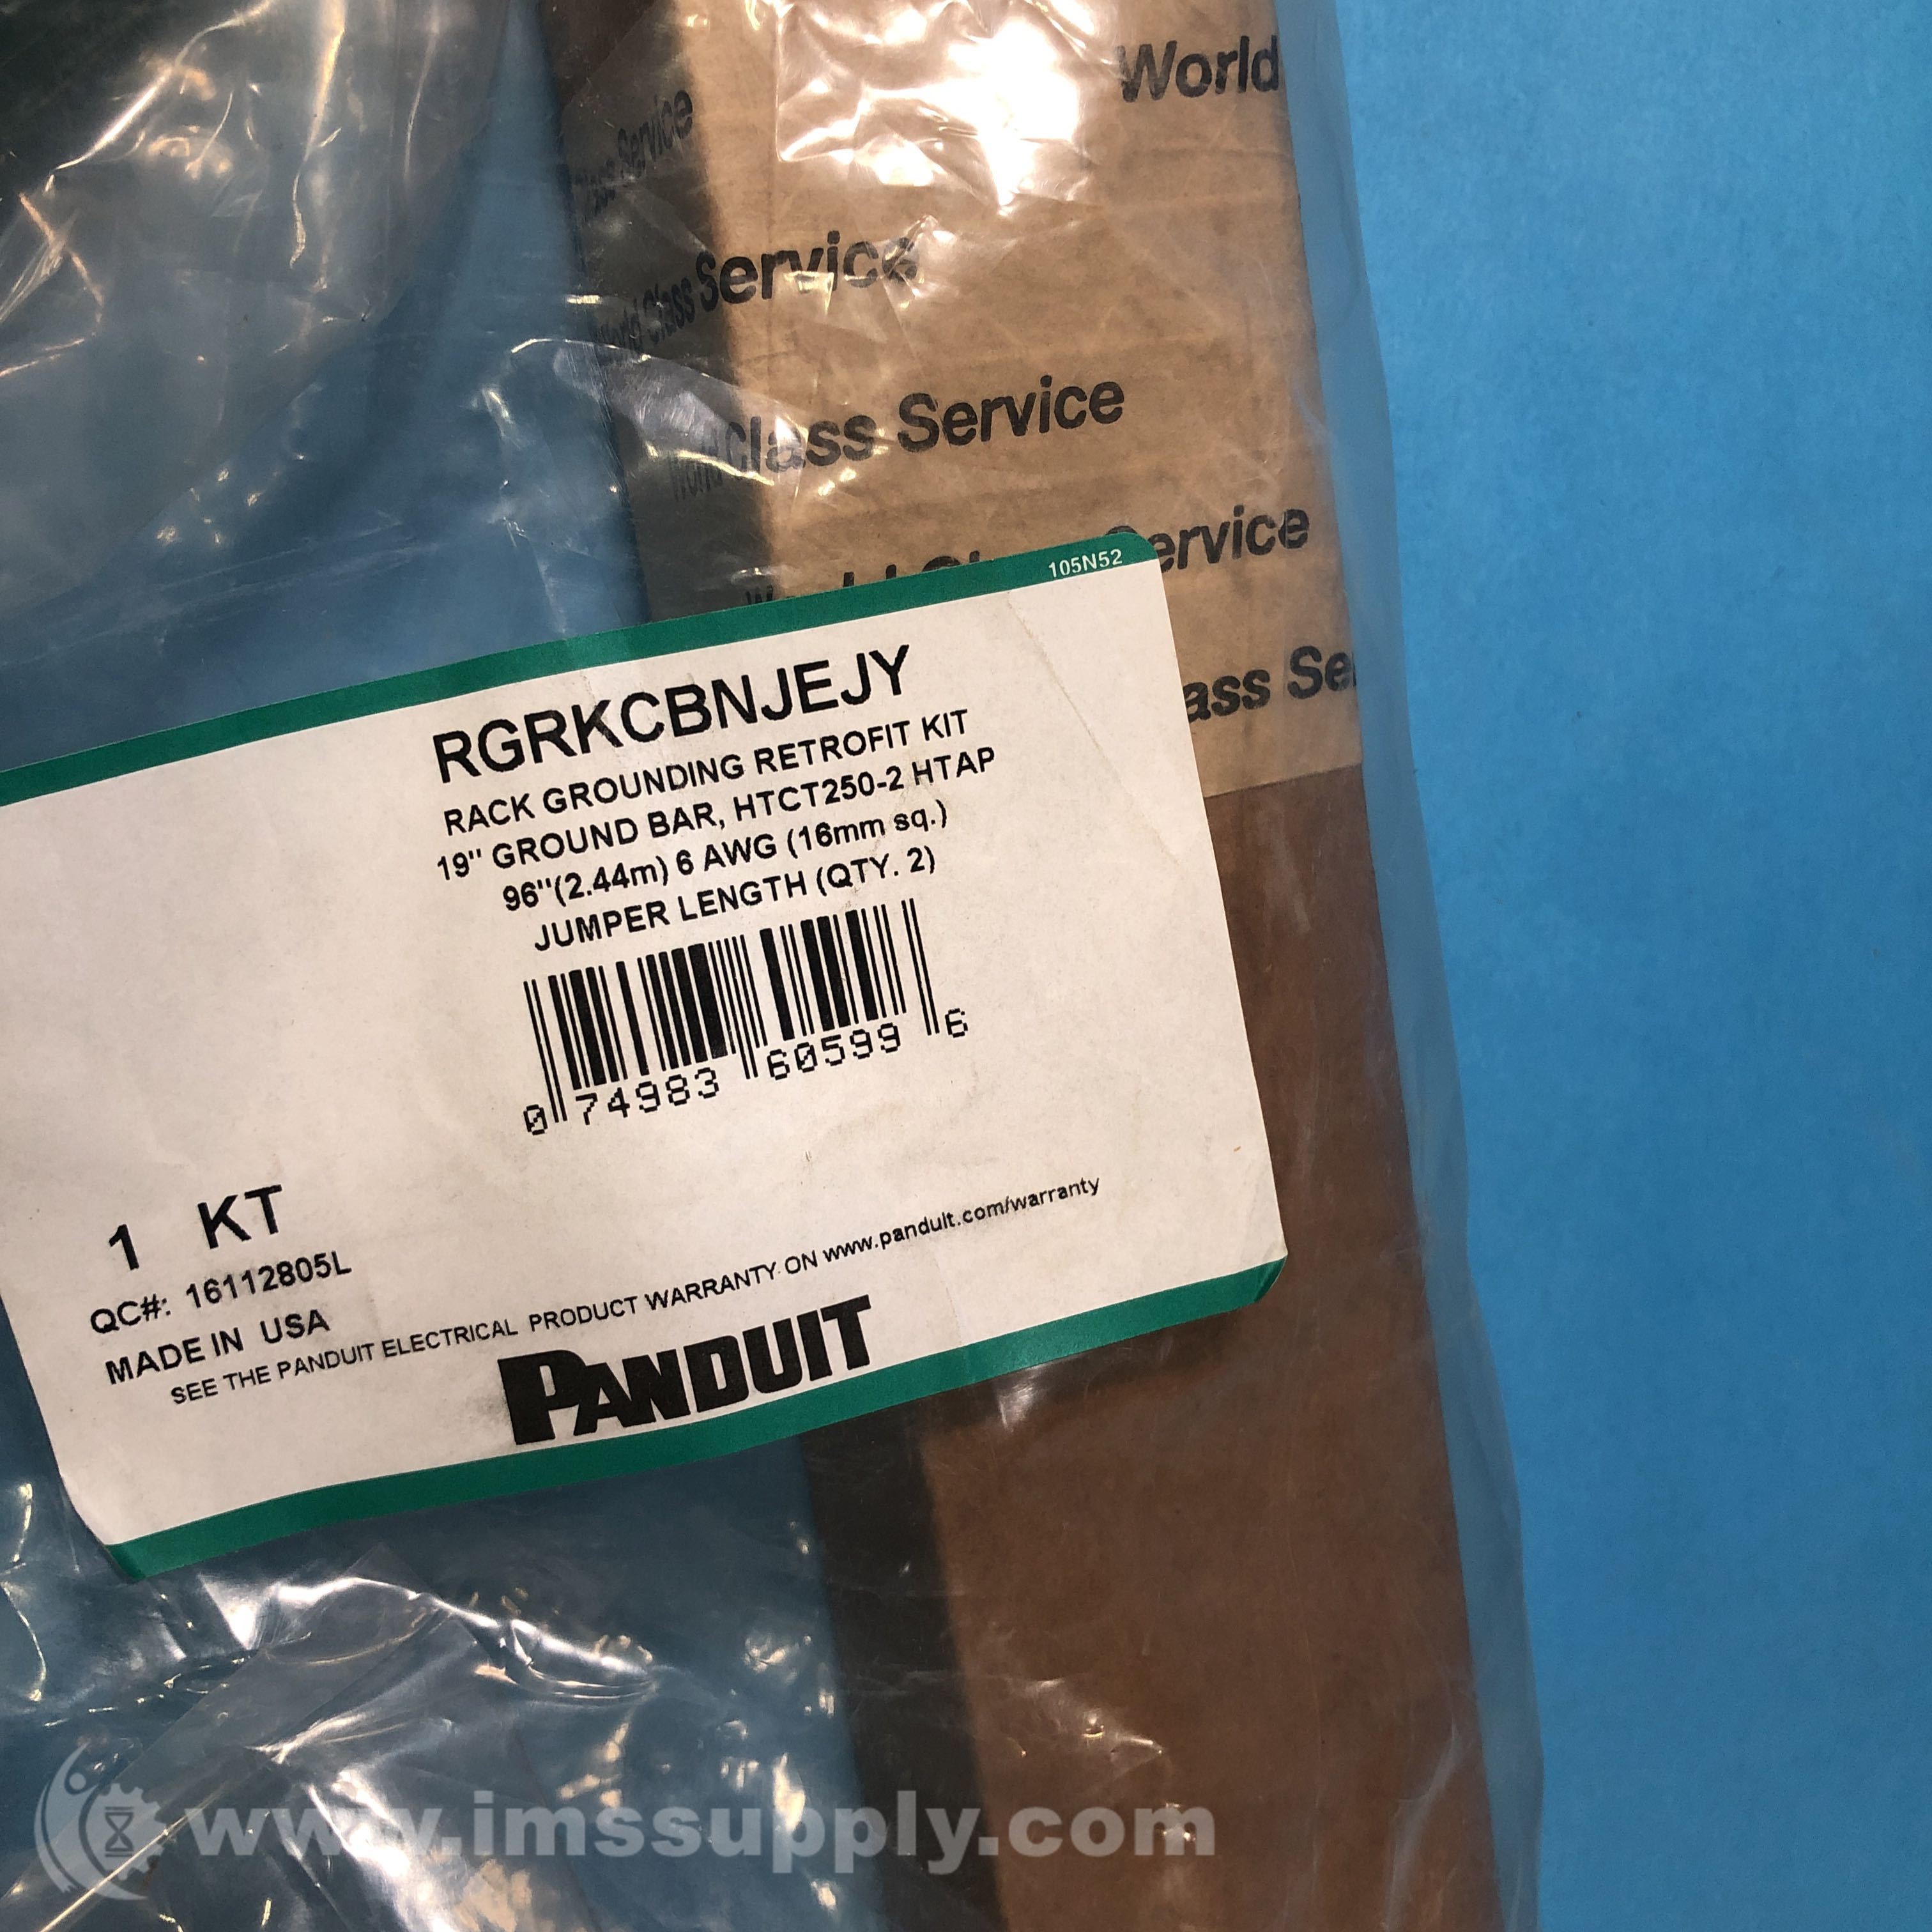 World
Class Service
World Class Service
World Class Service
ervice
ass Se
105N52
RGRKCBNJEJY
RACK GROUNDING RETROFIT KIT
19" GROUND BAR, HTCT250-2 HTAP
96"(2.44m) 6 AWG (16mm sq.)
JUMPER LENGTH (QTY. 2)
0 74983 60599 6
1 KT
QC#: 16112805L
MADE IN USA
SEE THE PANDUIT ELECTRICAL PRODUCT WARRANTY ON www.panduit.com/warranty
PANDUIT
www.imssupply.com